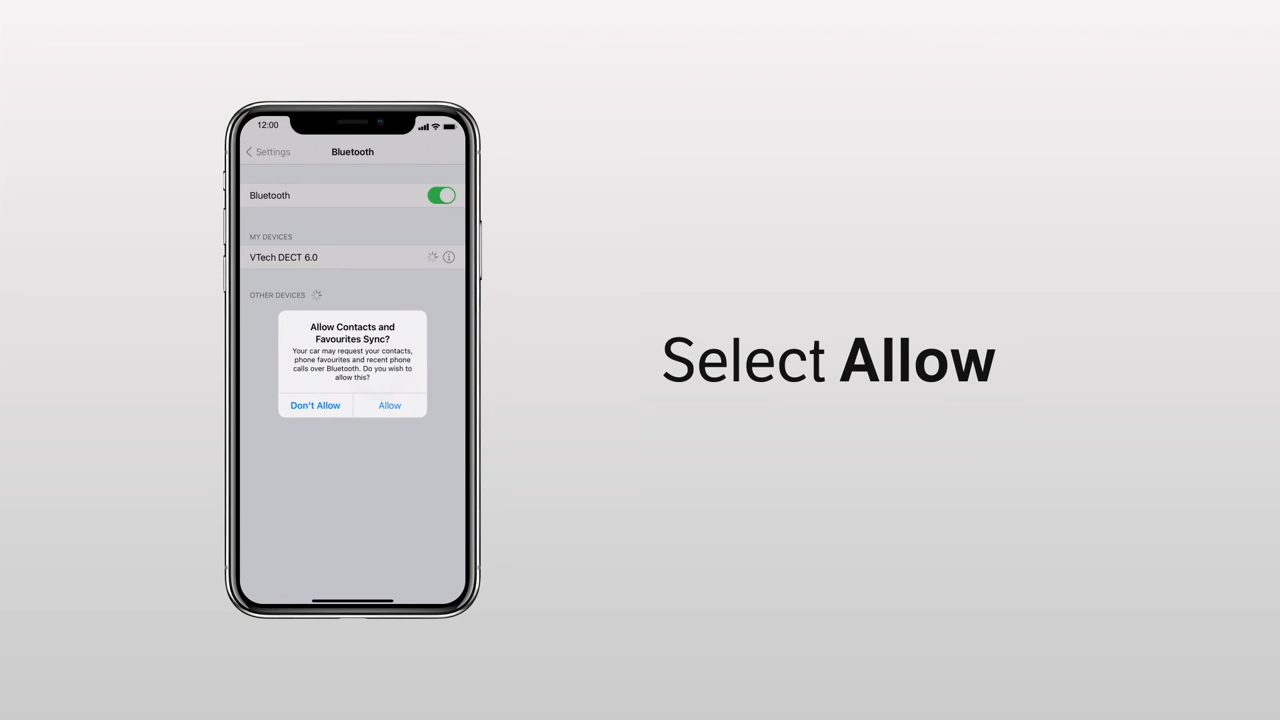 12:00
Settings
Bluetooth
Bluetooth
MY DEVICES
VTech DECT 6.0
OTHER DEVICES
Allow Contacts and
Favourites Sync?
Your car may request your contacts,
phone favourites and recent phone
calls over Bluetooth. Do you wish to
allow this?
Don't Allow
Allow
Select Allow